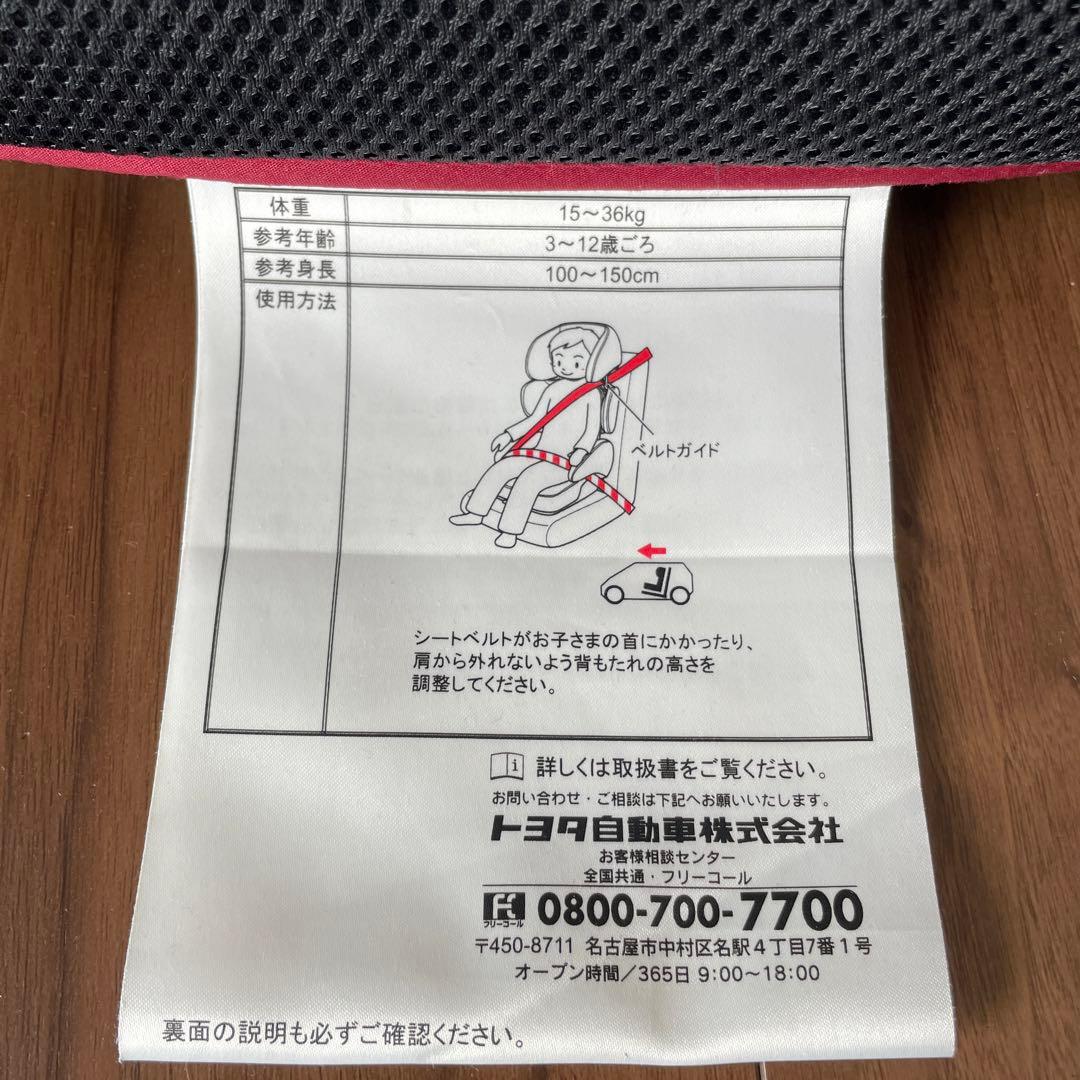 体重 15～36kg
参考年齢 3～12歳ごろ
参考身長 100～150cm
使用方法
ベルトガイド
シートベルトがお子さまの首にかかったり、
肩から外れないよう背もたれの高さを
調整してください。
詳しくは取扱書をご覧ください。
お問い合わせ・ご相談は下記へお願いいたします。
トヨタ自動車株式会社
お客様相談センター
全国共通・フリーコール
フリーコール 0800-700-7700
〒450-8711 名古屋市中村区名駅4丁目7番1号
オープン時間／365日 9:00～18:00
裏面の説明も必ずご確認ください。